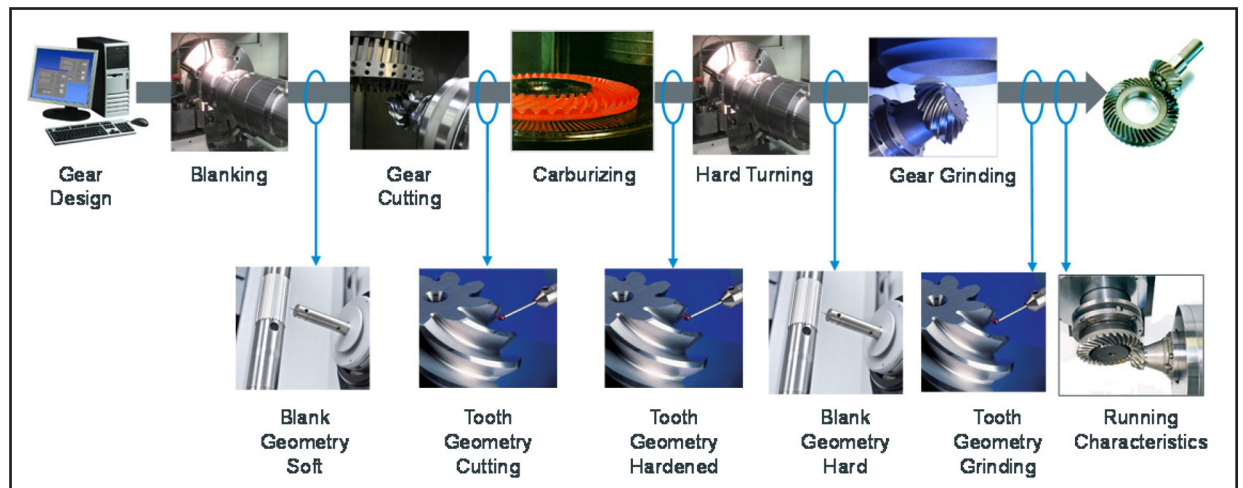 Gear
Design
Blanking
Gear
Cutting
Carburizing
Hard Turning
Gear Grinding
Blank
Geometry
Soft
Tooth
Geometry
Cutting
Tooth
Geometry
Hardened
Blank
Geometry
Hard
Tooth
Geometry
Grinding
Running
Characteristics